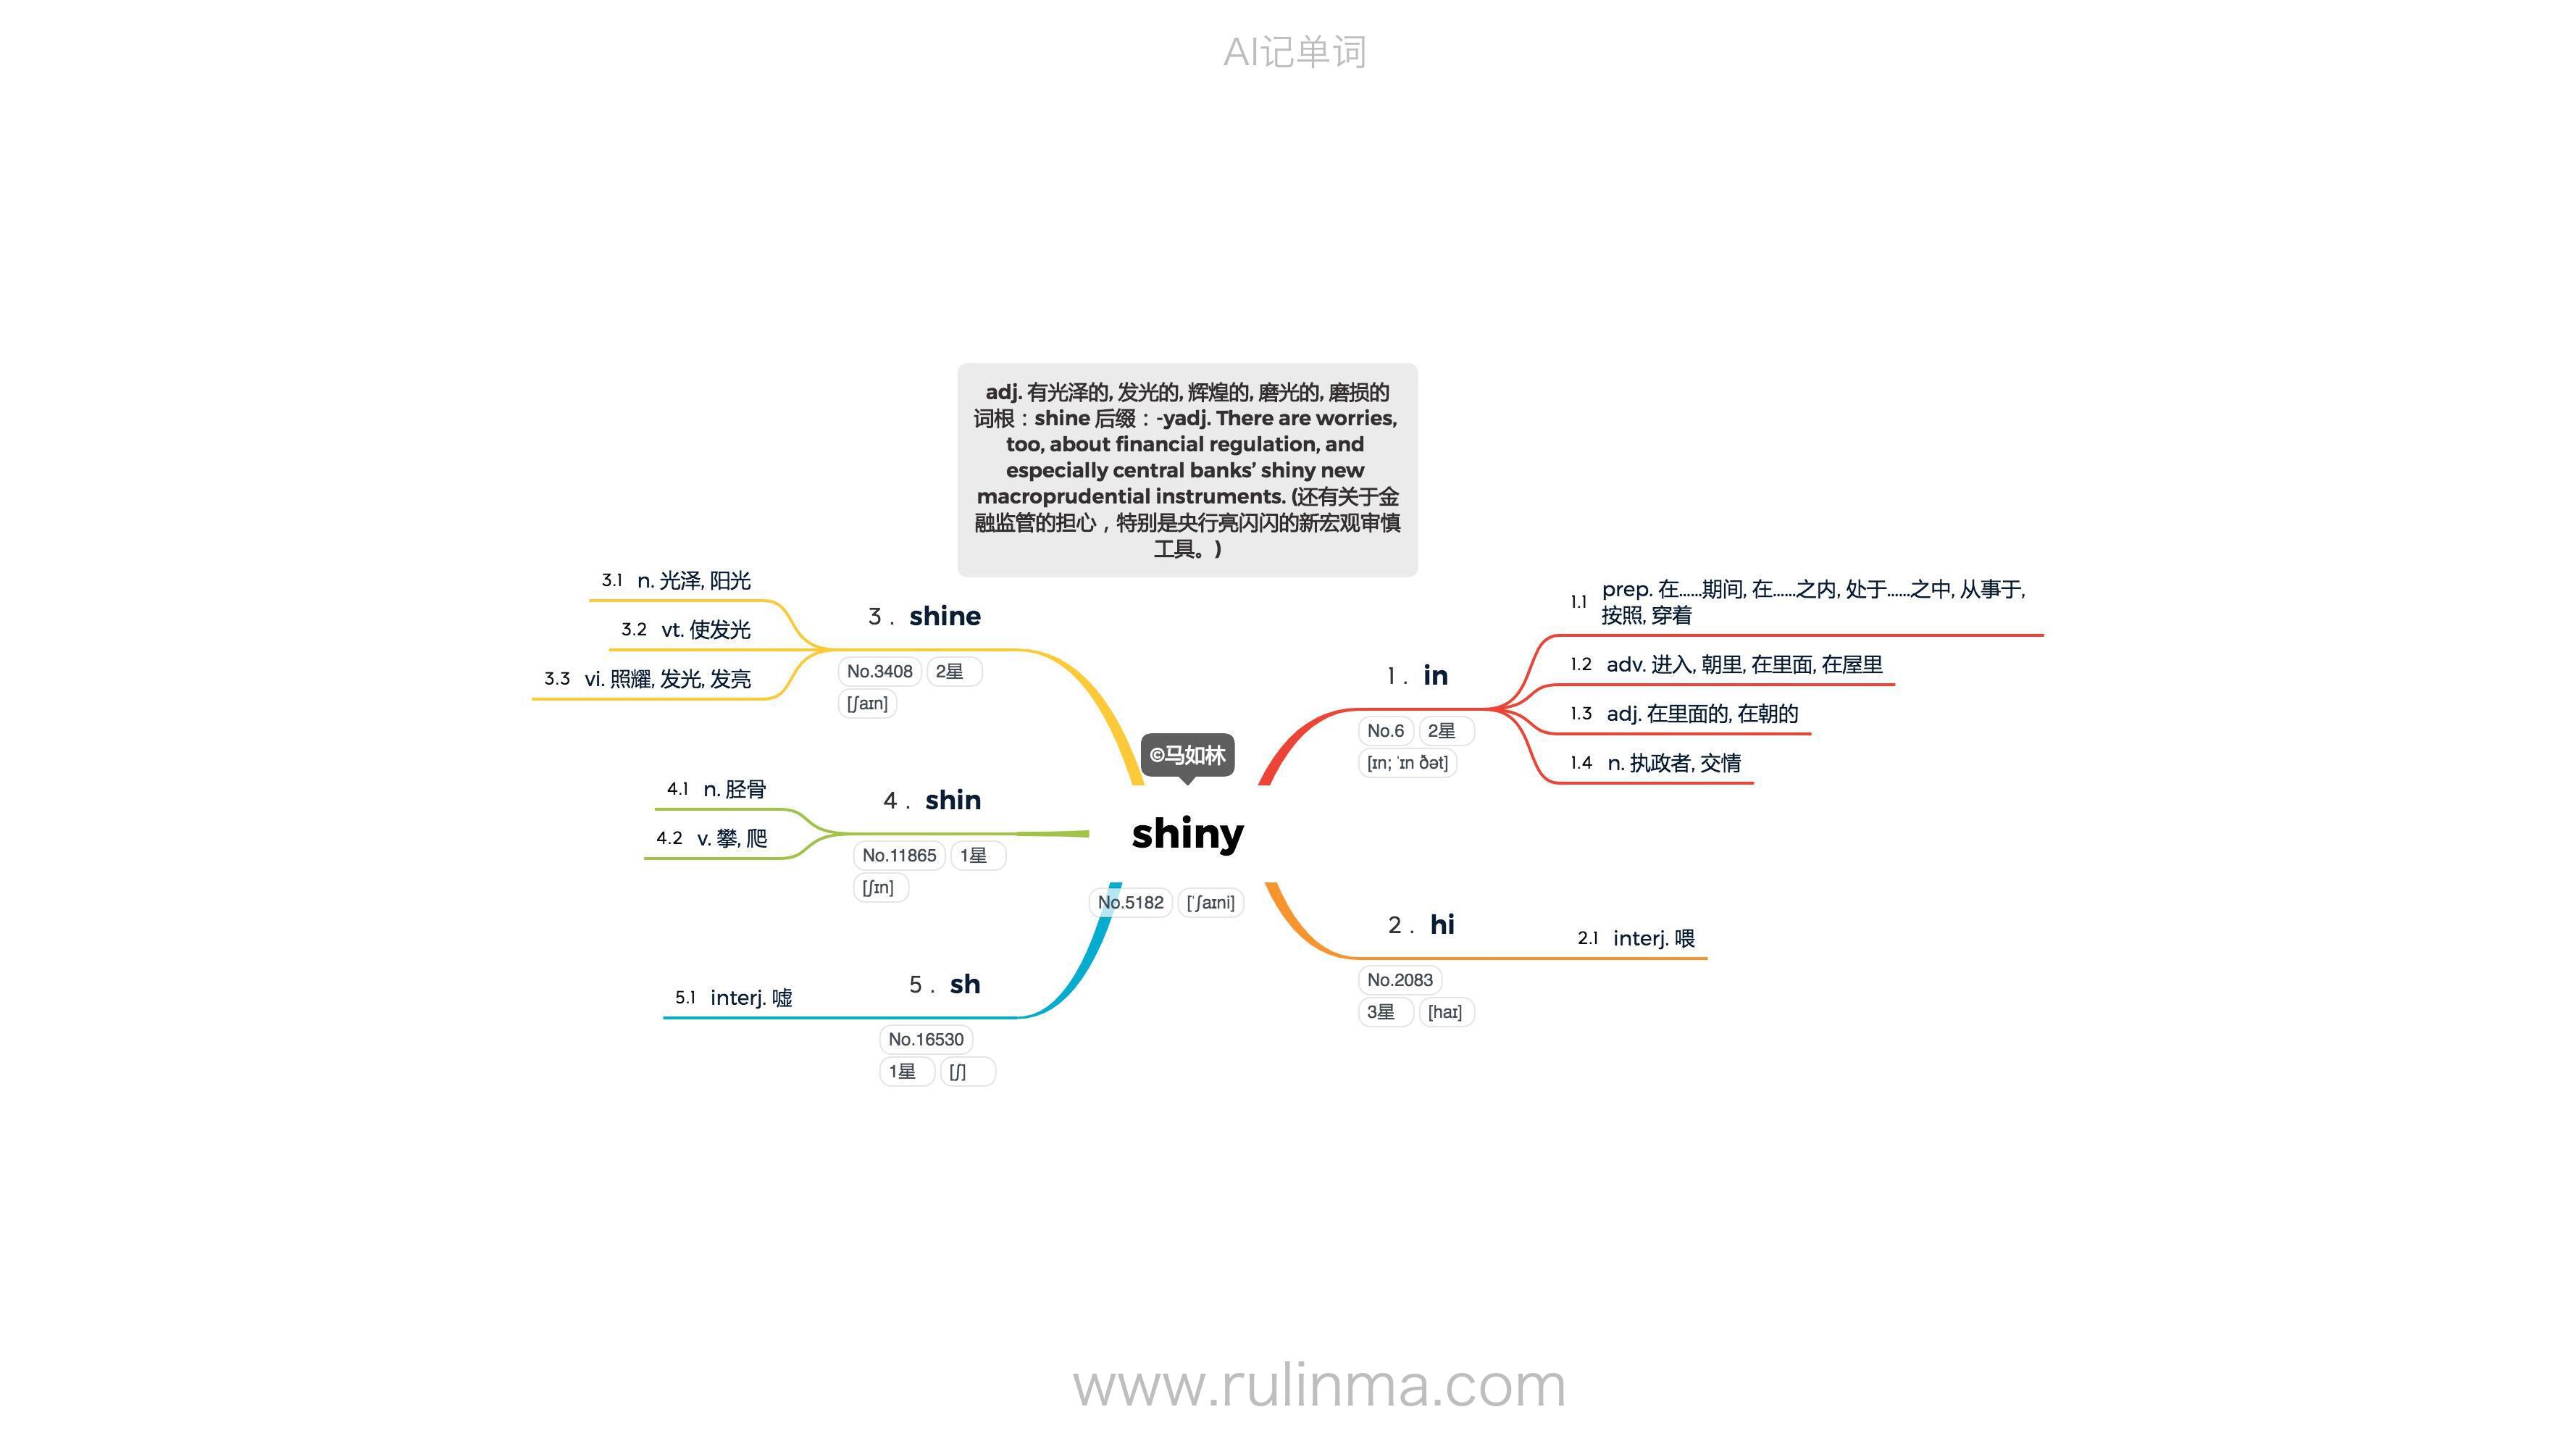 AI记单词
adj. 有光泽的, 发光的, 辉煌的, 磨光的, 磨损的
词根：shine 后缀：-yadj. There are worries,
too, about financial regulation, and
especially central banks’ shiny new
macroprudential instruments. (还有关于金
融监管的担心，特别是央行亮闪闪的新宏观审慎
工具。)
©马如林
shiny
No.5182 [ˈʃaɪni]
1. in
No.6 2星
[ɪn; ˈɪn ðət]
1.1 prep. 在……期间, 在……之内, 处于……之中, 从事于,
按照, 穿着
1.2 adv. 进入, 朝里, 在里面, 在屋里
1.3 adj. 在里面的, 在朝的
1.4 n. 执政者, 交情
2. hi
No.2083
3星 [haɪ]
2.1 interj. 喂
3. shine
No.3408 2星
[ʃaɪn]
3.1 n. 光泽, 阳光
3.2 vt. 使发光
3.3 vi. 照耀, 发光, 发亮
4. shin
No.11865 1星
[ʃɪn]
4.1 n. 胫骨
4.2 v. 攀, 爬
5. sh
No.16530
1星 [ʃ]
5.1 interj. 嘘
www.rulinma.com